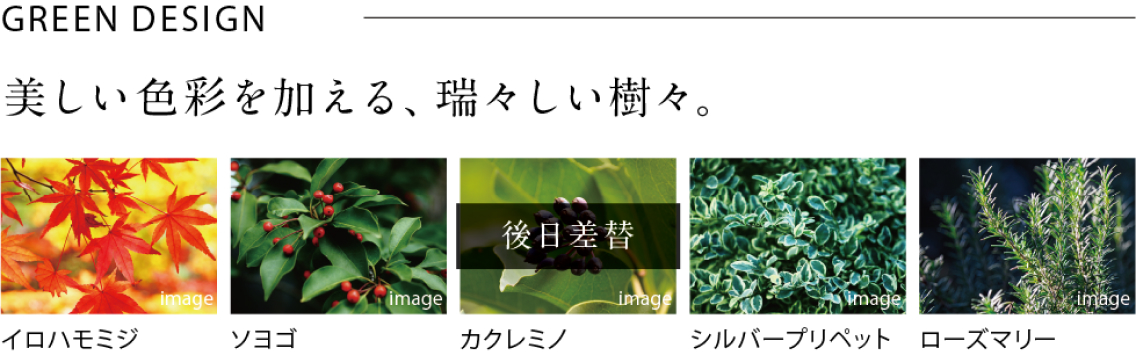 GREEN DESIGN
美しい色彩を加える、瑞々しい樹々。
後日差替
image
image
image
image
image
イロハモミジ
ソヨゴ
カクレミノ
シルバープリペット
ローズマリー